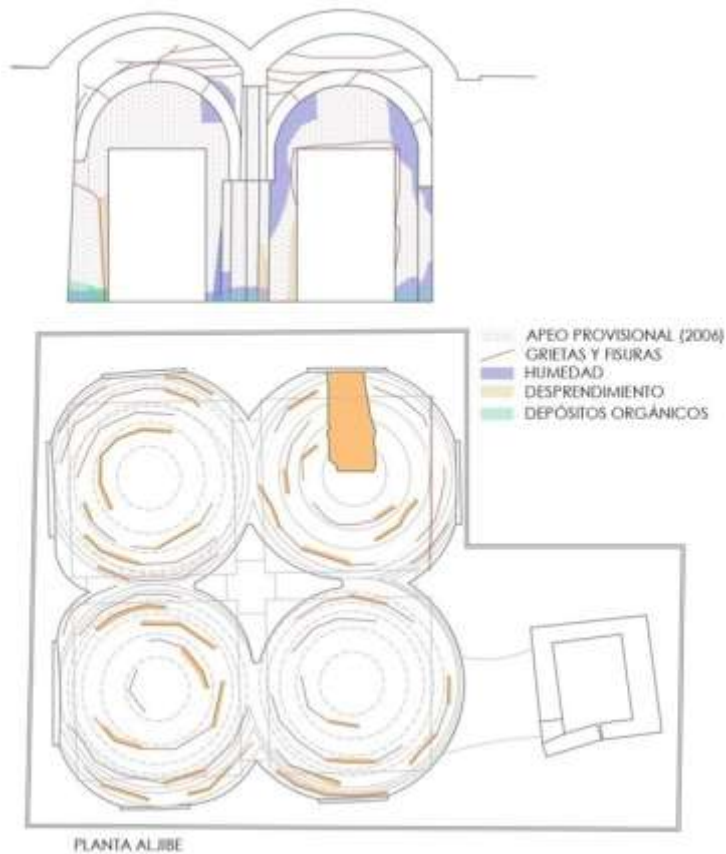 APEO PROVISIONAL (2006)
GRIETAS Y FISURAS
HUMEDAD
DESPRENDIMIENTO
DEPÓSITOS ORGÁNICOS
PLANTA ALJIBE